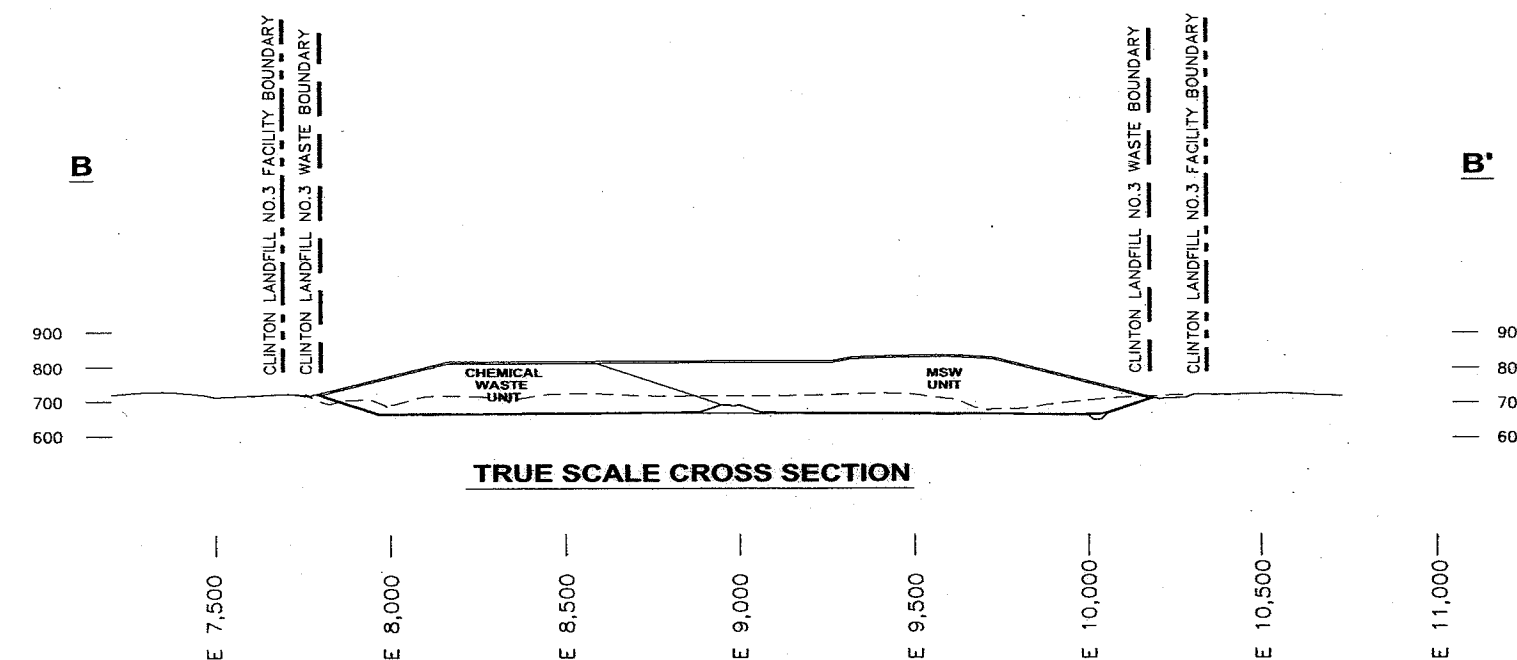 CLINTON LANDFILL NO.3 FACILITY BOUNDARY
CLINTON LANDFILL NO.3 WASTE BOUNDARY
CLINTON LANDFILL NO.3 WASTE BOUNDARY
CLINTON LANDFILL NO.3 FACILITY BOUNDARY
B
B'
900
800
700
600
CHEMICAL
WASTE
UNIT
MSW
UNIT
90
80
70
60
TRUE SCALE CROSS SECTION
E 7,500
E 8,000
E 8,500
E 9,000
E 9,500
E 10,000
E 10,500
E 11,000